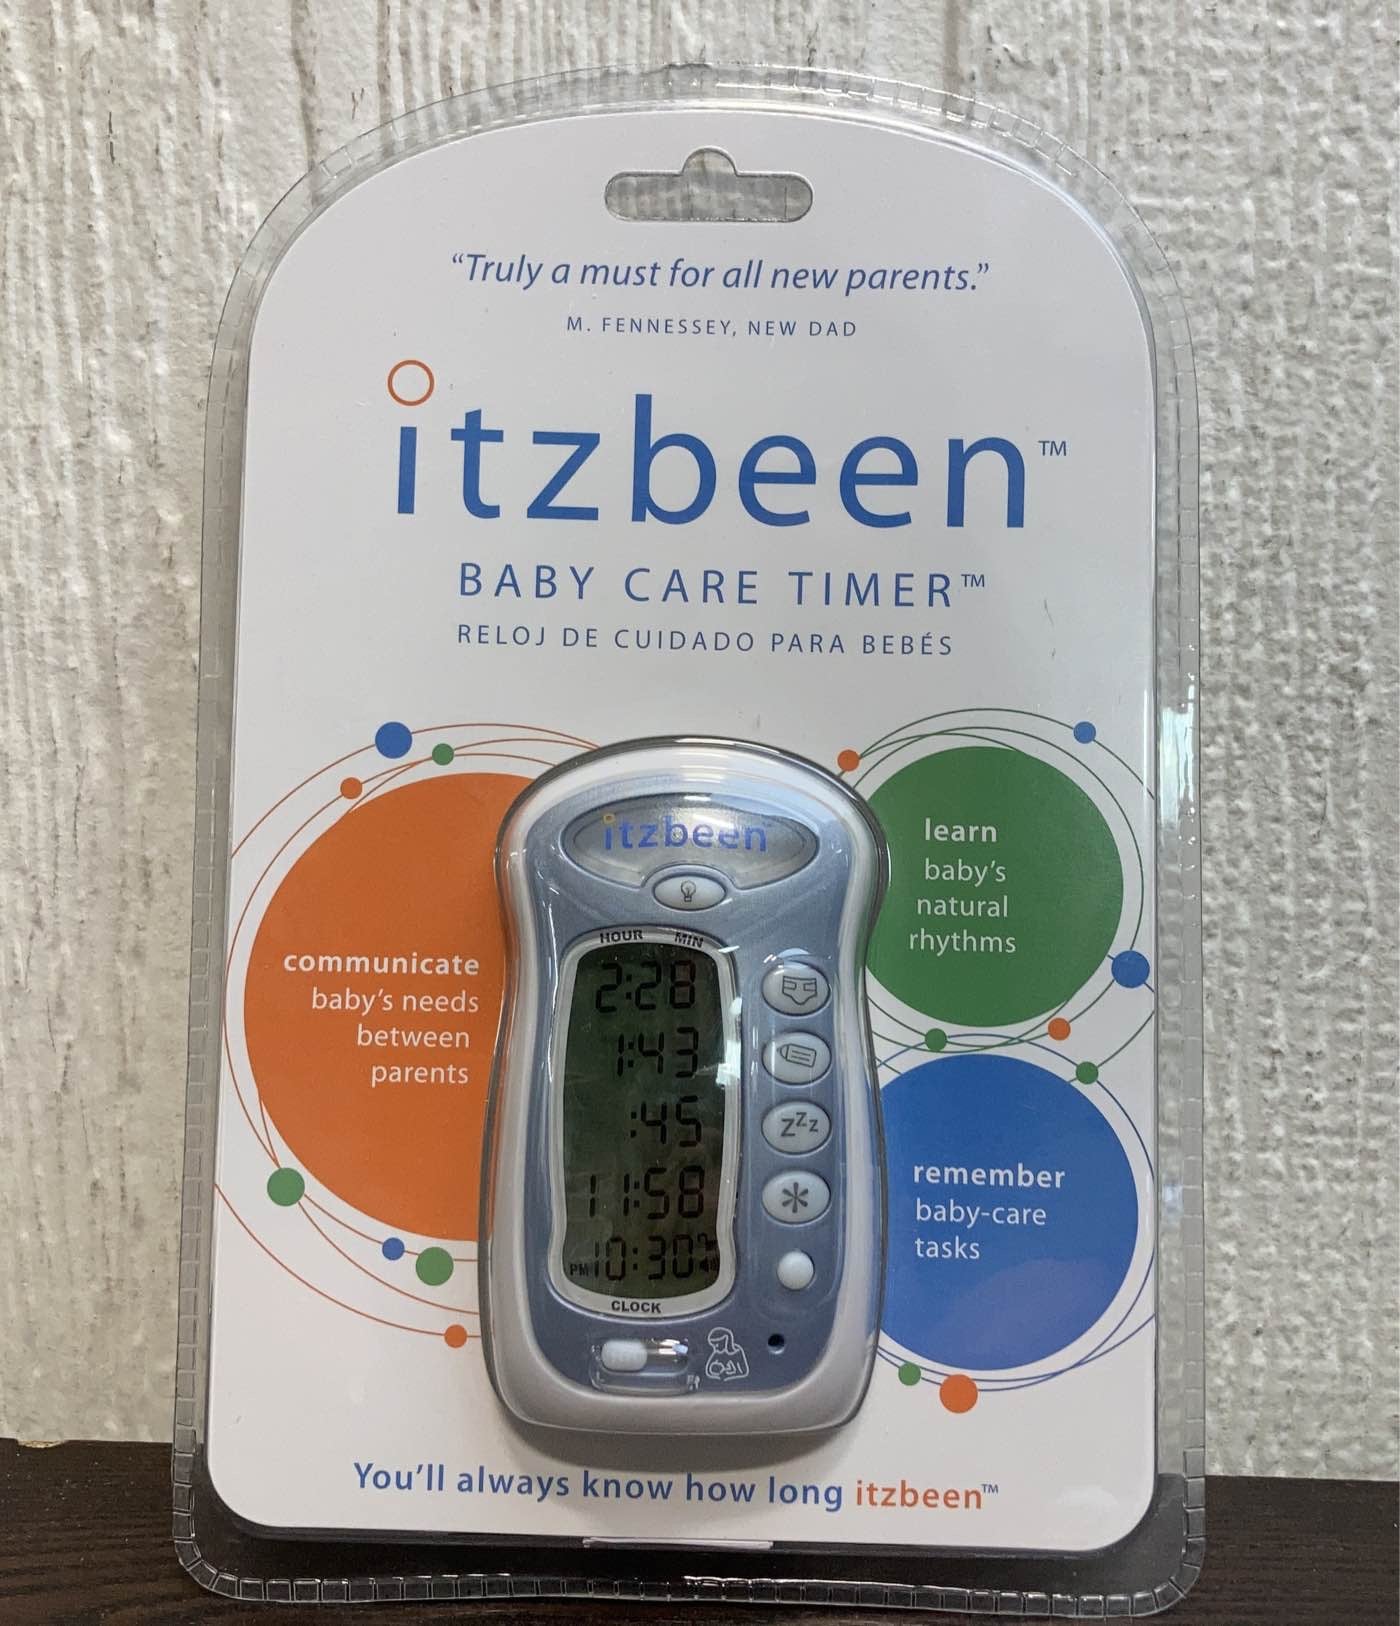 “Truly a must for all new parents.”
M. FENNESSEY, NEW DAD
itzbeen™
BABY CARE TIMER™
RELOJ DE CUIDADO PARA BEBÉS
communicate
baby’s needs
between
parents
learn
baby’s
natural
rhythms
remember
baby-care
tasks
itzbeen
HOUR MIN
2:28
1:43
:45
11:58
PM 10:30
CLOCK
zzz
L R
You’ll always know how long itzbeen™